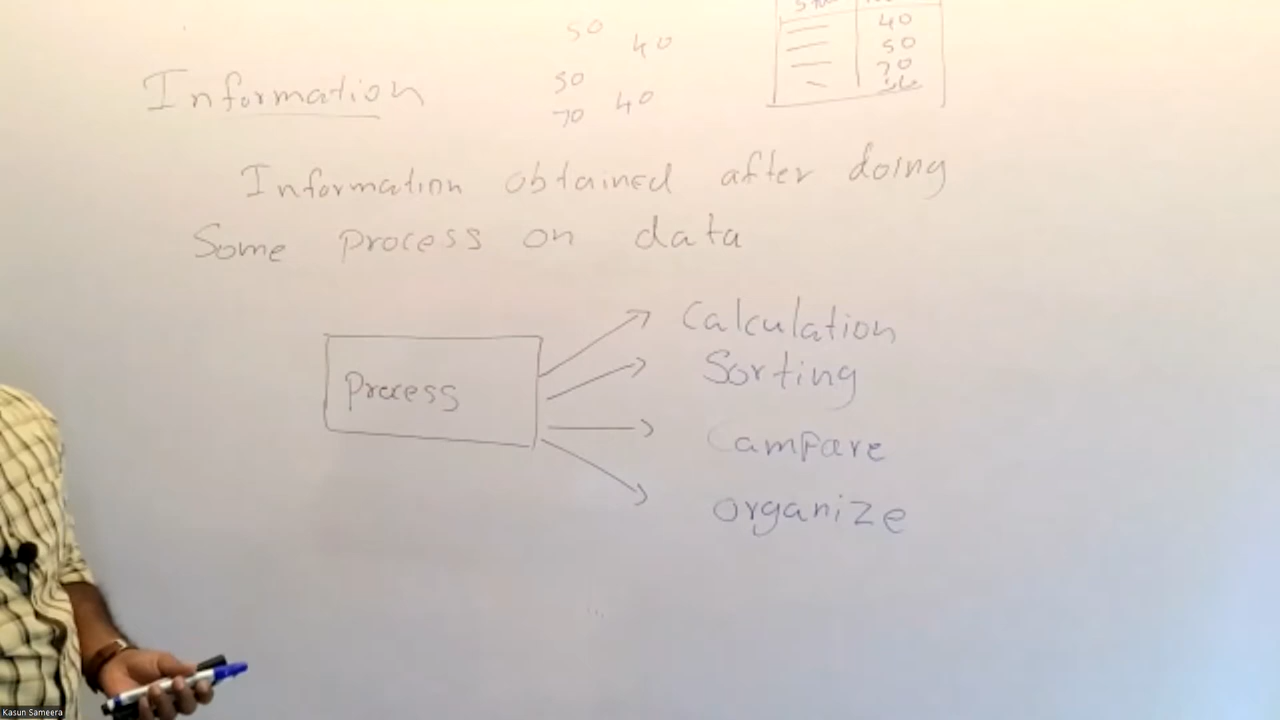 50 40
50 40
70
40
50
70
Information
Information obtained after doing
Some process on data
Process
Calculation
Sorting
Campare
Organize
Kasun Sameera